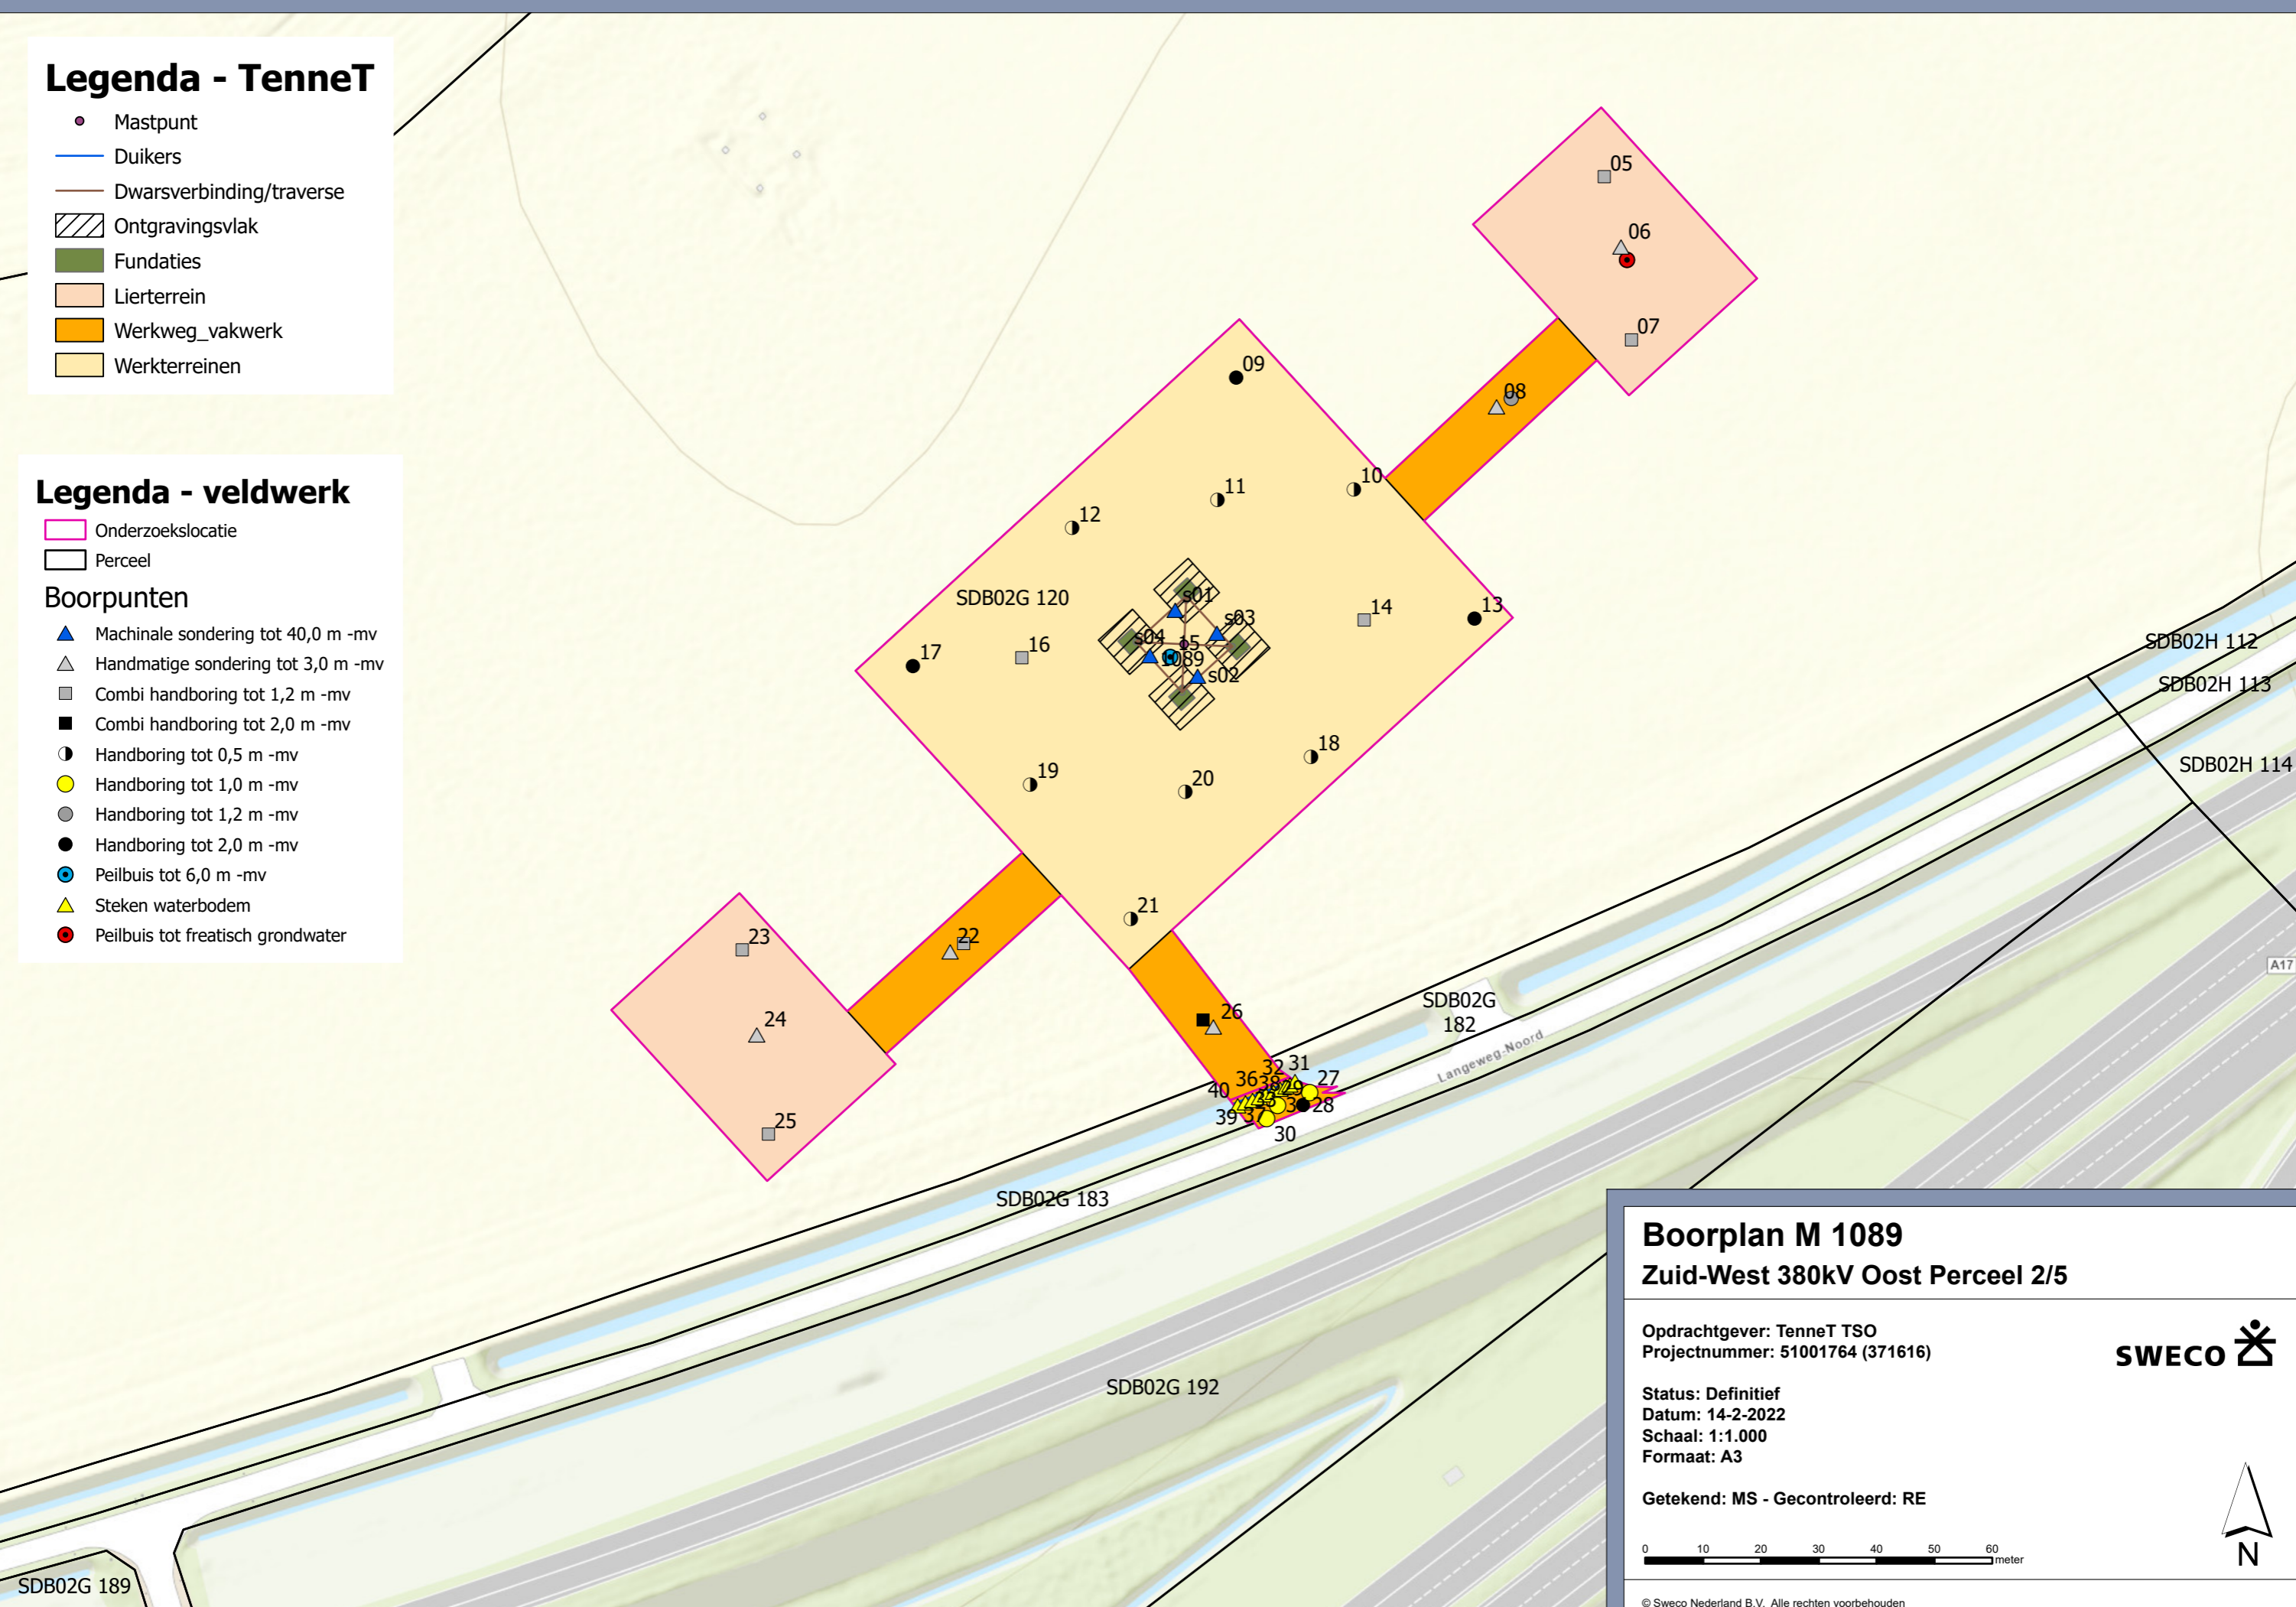 Legenda - TenneT
Mastpunt
Duikers
Dwarsverbinding/traverse
Ontgravingsvlak
Fundaties
Lierterrein
Werkweg_vakwerk
Werkterreinen
Legenda - veldwerk
Onderzoekslocatie
Perceel
Boorpunten
Machinale sondering tot 40,0 m -mv
Handmatige sondering tot 3,0 m -mv
Combi handboring tot 1,2 m -mv
Combi handboring tot 2,0 m -mv
Handboring tot 0,5 m -mv
Handboring tot 1,0 m -mv
Handboring tot 1,2 m -mv
Handboring tot 2,0 m -mv
Peilbuis tot 6,0 m -mv
Steken waterbodem
Peilbuis tot freatisch grondwater
05
06
07
08
09
10
11
12
SDB02G 120
s01
s03
14
13
s04
15
16
17
1089
s02
18
19
20
21
22
23
24
25
26
SDB02H 112
SDB02H 113
SDB02H 114
A17
SDB02G
182
Langeweg-Noord
31
32
36
38
27
40
29
28
39
37
30
SDB02G 183
SDB02G 192
SDB02G 189
Boorplan M 1089
Zuid-West 380kV Oost Perceel 2/5
Opdrachtgever: TenneT TSO
Projectnummer: 51001764 (371616)
SWECO
Status: Definitief
Datum: 14-2-2022
Schaal: 1:1.000
Formaat: A3
Getekend: MS - Gecontroleerd: RE
0 10 20 30 40 50 60
meter
N
© Sweco Nederland B.V. Alle rechten voorbehouden